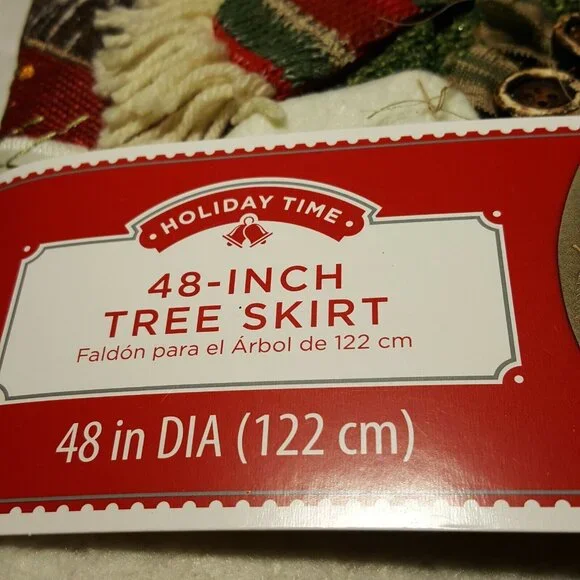 HOLIDAY TIME
48-INCH
TREE SKIRT
Faldón para el Árbol de 122 cm
48 in DIA (122 cm)